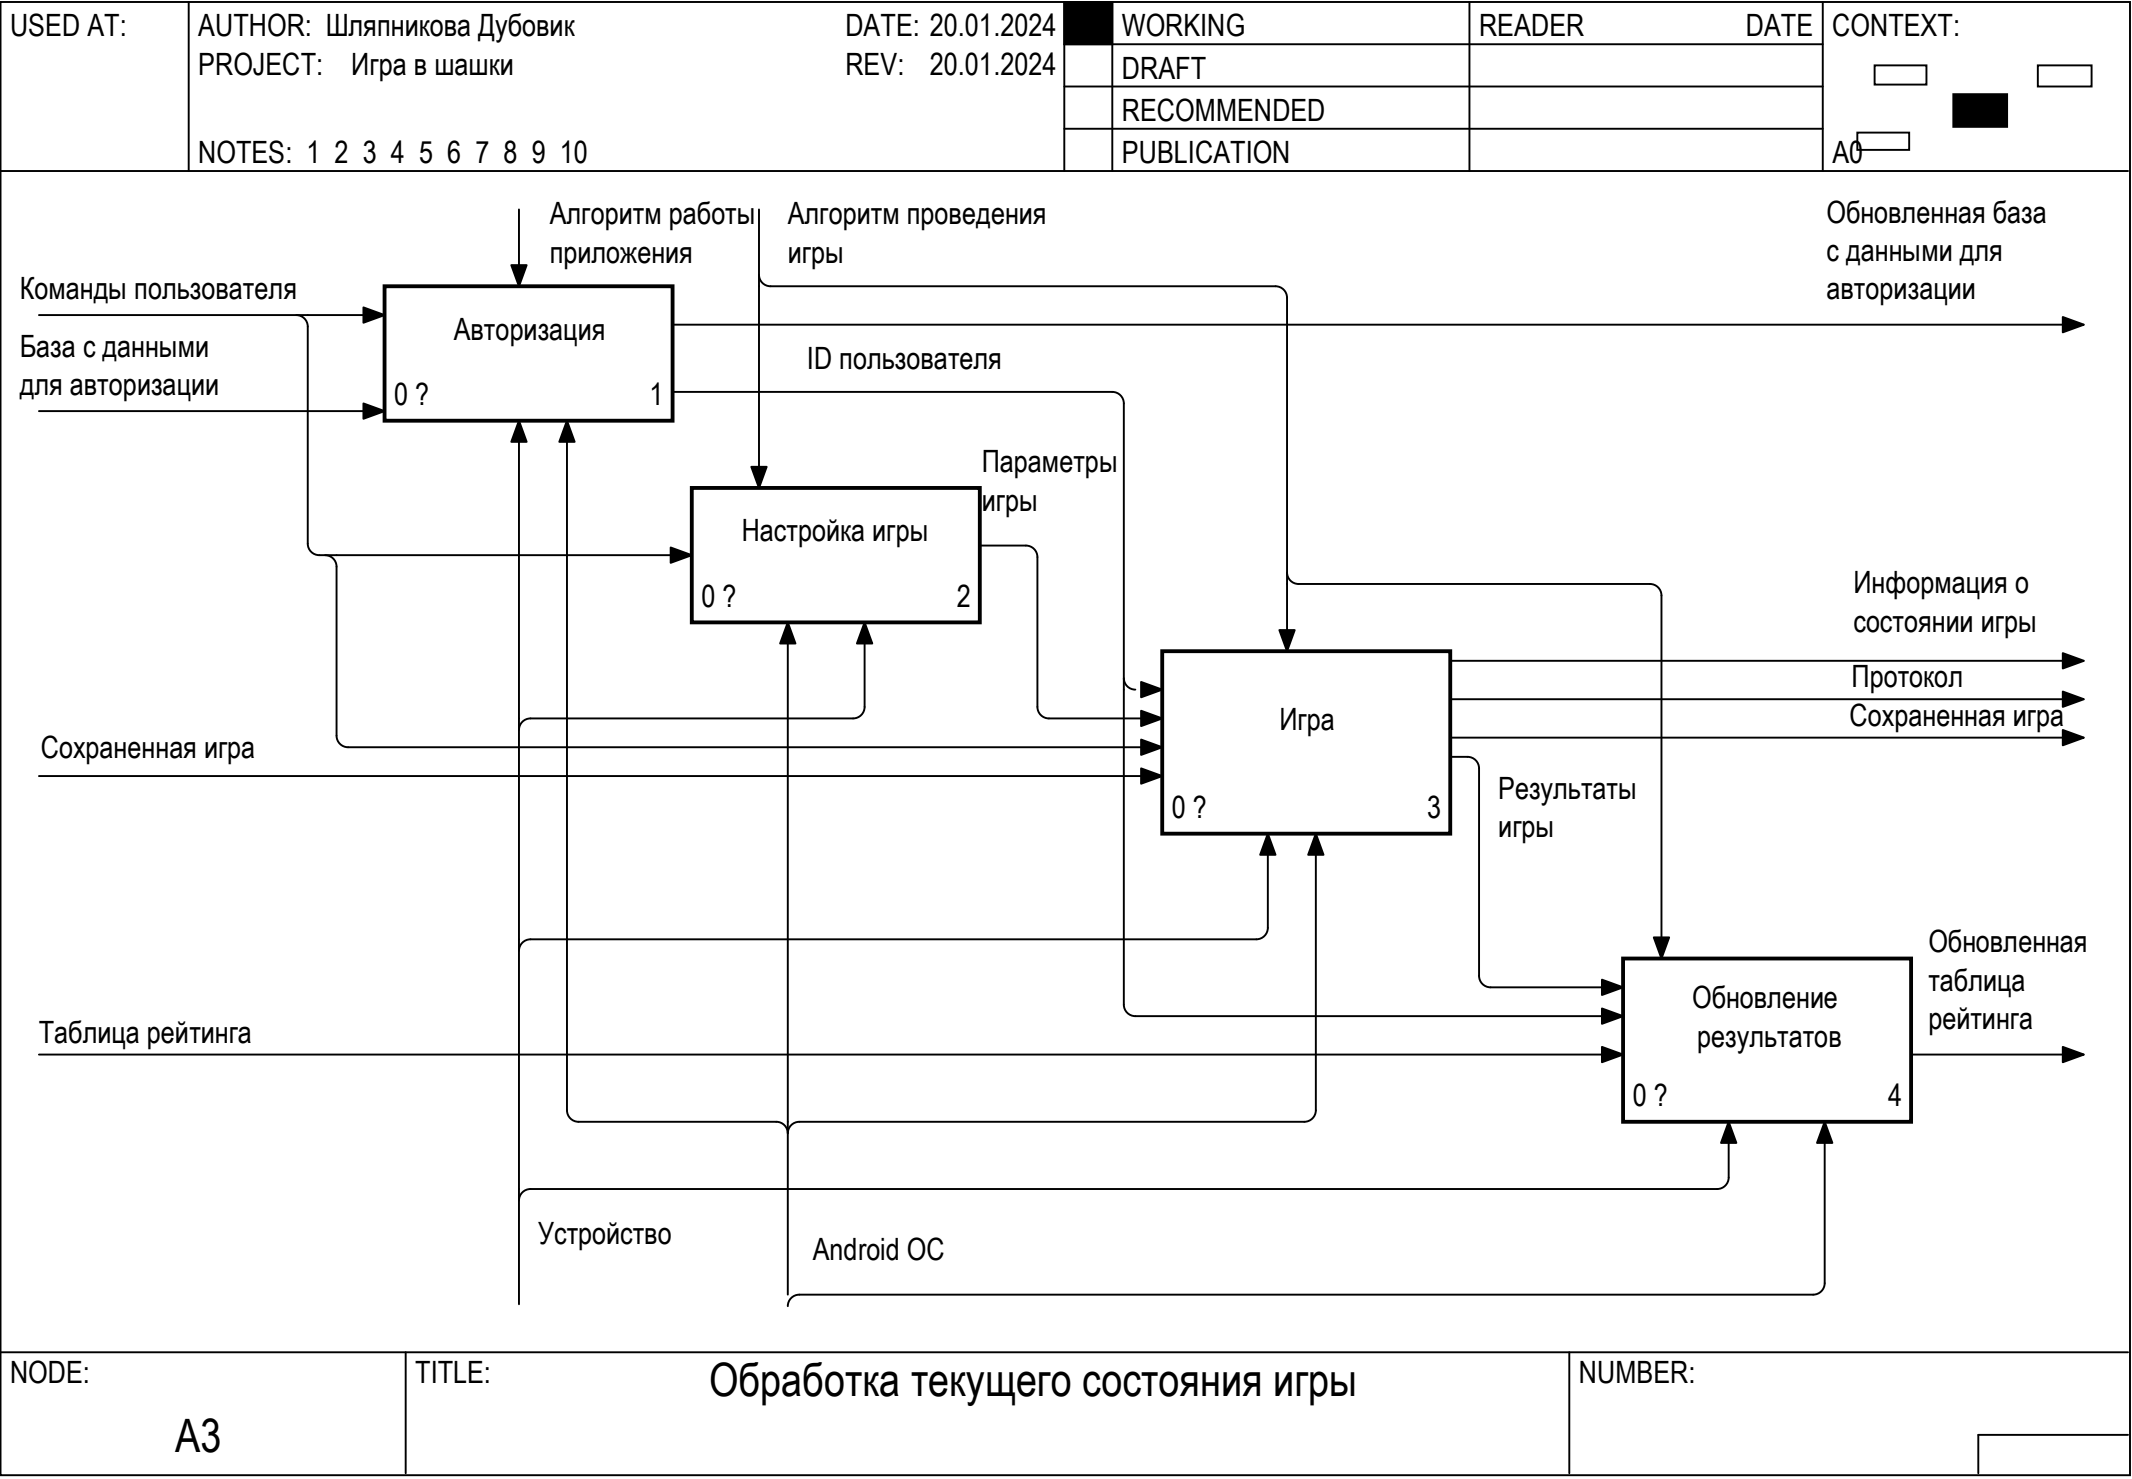 USED AT:
AUTHOR: Шляпникова Дубовик
DATE: 20.01.2024
PROJECT: Игра в шашки
REV: 20.01.2024
NOTES: 1 2 3 4 5 6 7 8 9 10
WORKING
DRAFT
RECOMMENDED
PUBLICATION
READER DATE
CONTEXT:
A0
Алгоритм работы
приложения
Алгоритм проведения
игры
Обновленная база
с данными для
авторизации
Команды пользователя
База с данными
для авторизации
Авторизация
0 ? 1
ID пользователя
Параметры
игры
Настройка игры
0 ? 2
Информация о
состоянии игры
Протокол
Сохраненная игра
Сохраненная игра
Игра
0 ? 3
Результаты
игры
Обновленная
таблица
рейтинга
Таблица рейтинга
Обновление
результатов
0 ? 4
Устройство
Android ОС
NODE:
A3
TITLE:
Обработка текущего состояния игры
NUMBER: